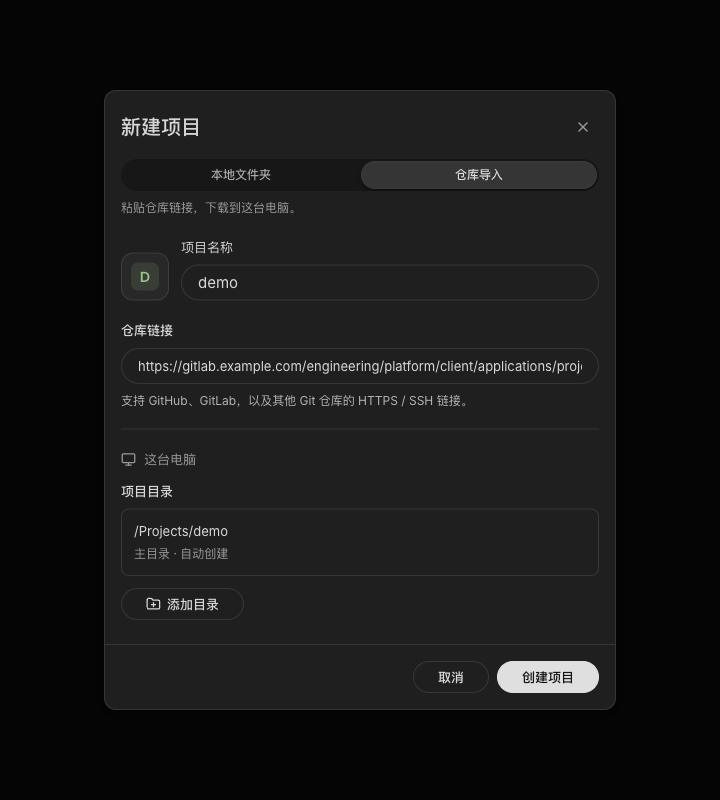 新建项目
本地文件夹
仓库导入
粘贴仓库链接，下载到这台电脑。
项目名称
D
demo
仓库链接
https://gitlab.example.com/engineering/platform/client/applications/proj
支持 GitHub、GitLab，以及其他 Git 仓库的 HTTPS / SSH 链接。
这台电脑
项目目录
/Projects/demo
主目录 · 自动创建
添加目录
取消
创建项目